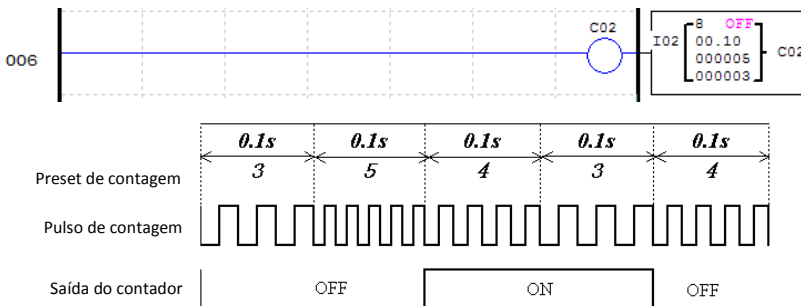 C02
006
I02
8 OFF
00.10
000005
000003
C02
0.1s 0.1s 0.1s 0.1s 0.1s
Preset de contagem
3 5 4 3 4
Pulso de contagem
Saída do contador
OFF ON OFF